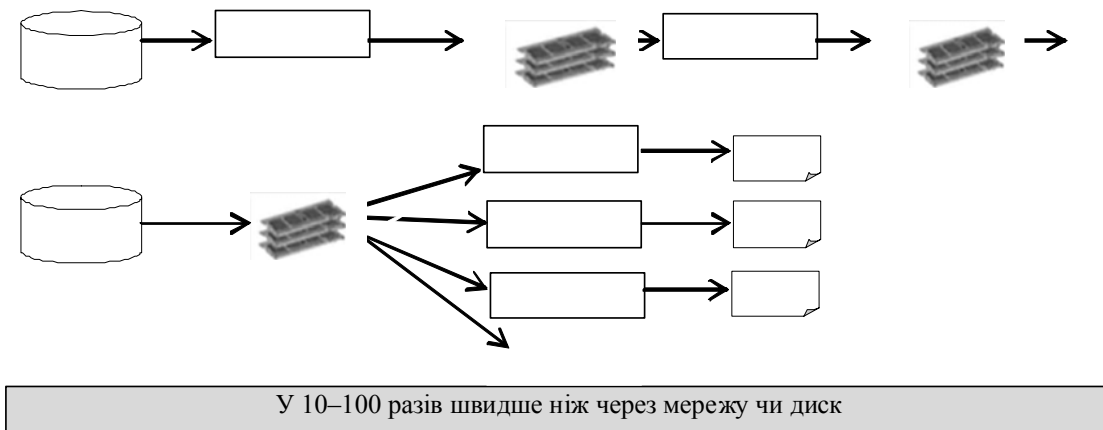 У 10–100 разів швидше ніж через мережу чи диск